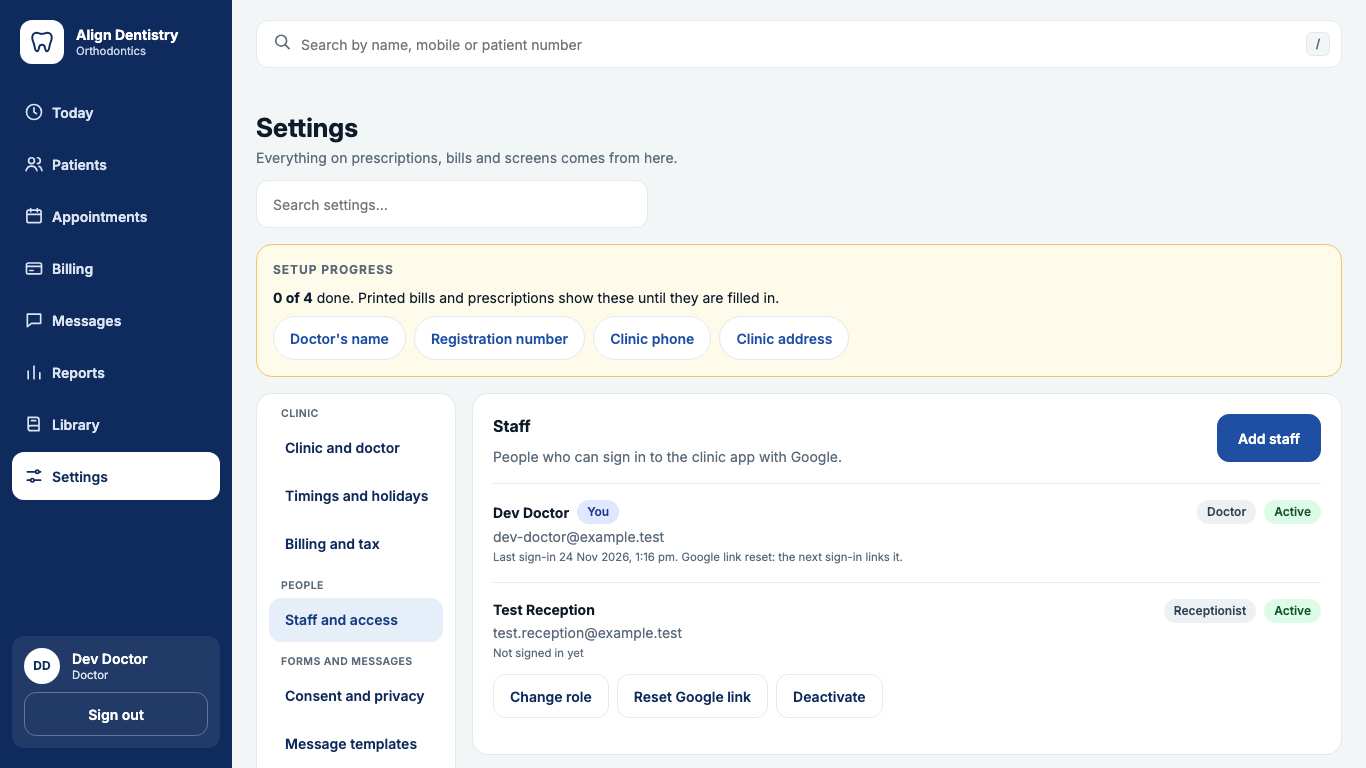 Align Dentistry
Orthodontics
Today
Patients
Appointments
Billing
Messages
Reports
Library
Settings
DD
Dev Doctor
Doctor
Sign out
Search by name, mobile or patient number
/
Settings
Everything on prescriptions, bills and screens comes from here.
Search settings...
SETUP PROGRESS
0 of 4 done. Printed bills and prescriptions show these until they are filled in.
Doctor's name
Registration number
Clinic phone
Clinic address
CLINIC
Clinic and doctor
Timings and holidays
Billing and tax
PEOPLE
Staff and access
FORMS AND MESSAGES
Consent and privacy
Message templates
Staff
People who can sign in to the clinic app with Google.
Add staff
Dev Doctor You
Doctor Active
dev-doctor@example.test
Last sign-in 24 Nov 2026, 1:16 pm. Google link reset: the next sign-in links it.
Test Reception
Receptionist Active
test.reception@example.test
Not signed in yet
Change role
Reset Google link
Deactivate